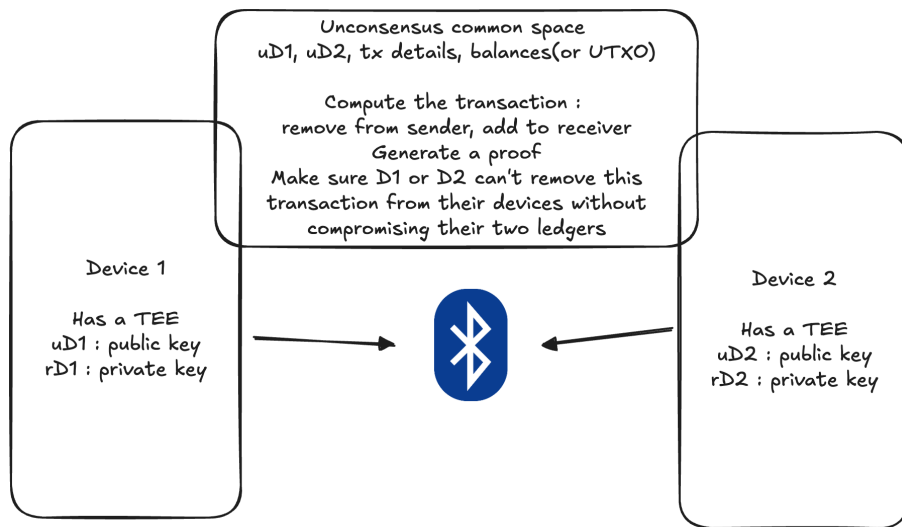 Unconsensus common space
uD1, uD2, tx details, balances(or UTXO)
Compute the transaction :
remove from sender, add to receiver
Generate a proof
Make sure D1 or D2 can't remove this
transaction from their devices without
compromising their two ledgers
Device 1
Has a TEE
uD1 : public key
rD1 : private key
Device 2
Has a TEE
uD2 : public key
rD2 : private key